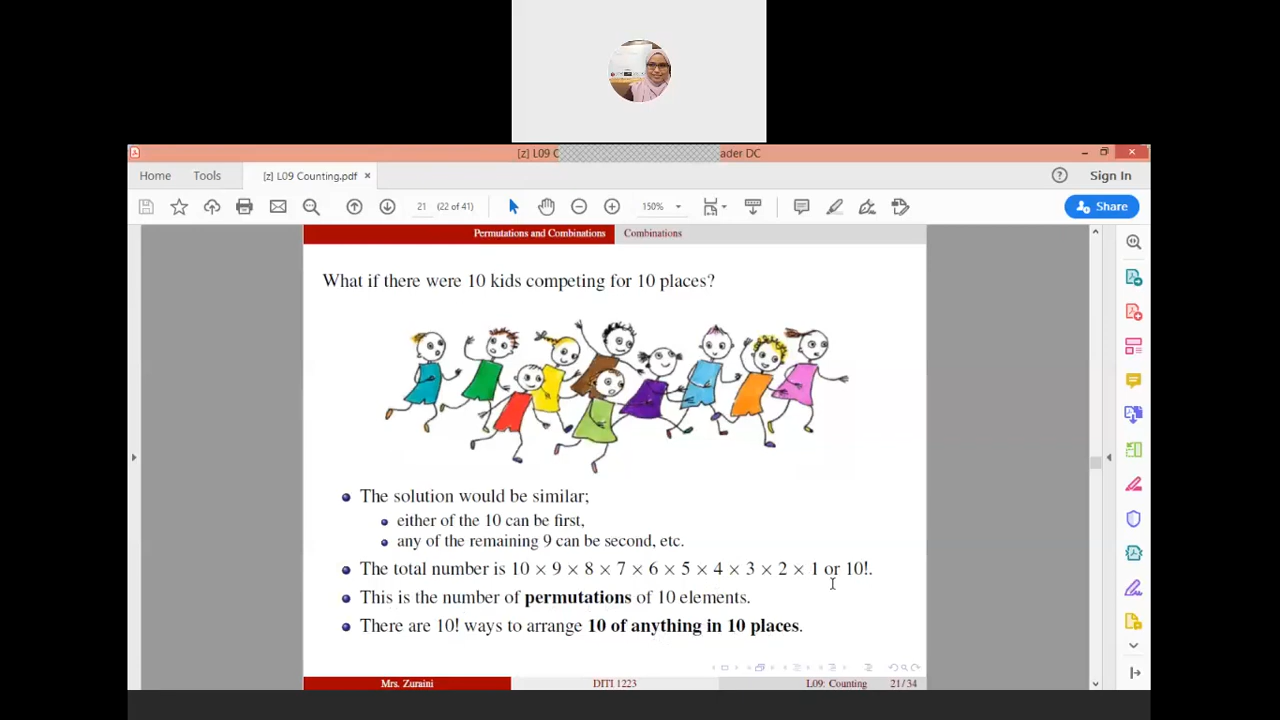 [z] L09 C ader DC
Home Tools [z] L09 Counting.pdf × Sign In
21 (22 of 41) 150% Share
Permutations and Combinations Combinations
What if there were 10 kids competing for 10 places?
The solution would be similar;
either of the 10 can be first,
any of the remaining 9 can be second, etc.
The total number is 10 × 9 × 8 × 7 × 6 × 5 × 4 × 3 × 2 × 1 or 10!.
This is the number of permutations of 10 elements.
There are 10! ways to arrange 10 of anything in 10 places.
Mrs. Zuraini DITI 1223 L09: Counting 21/34